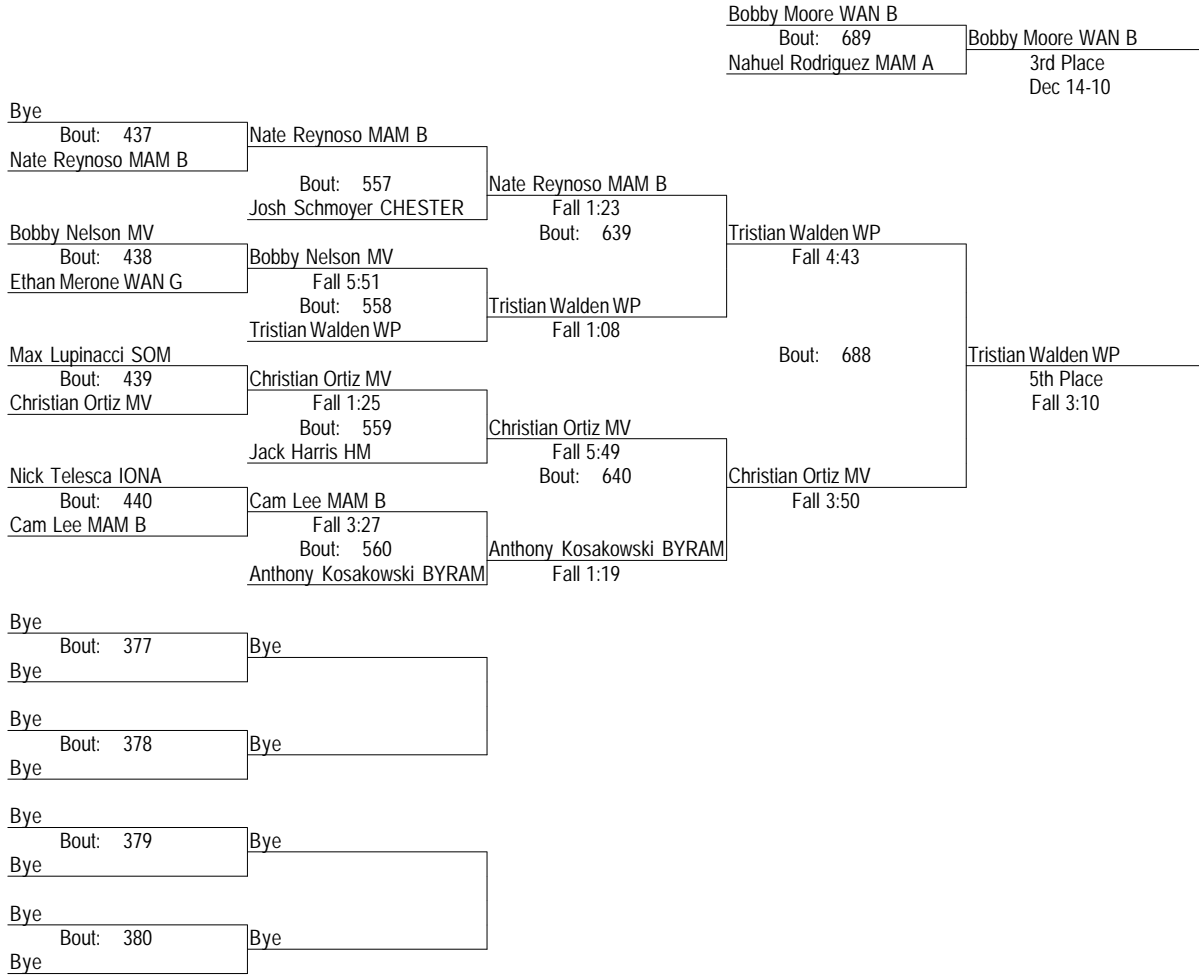 Bobby Moore WAN B
Bout: 689
Bobby Moore WAN B
Nahuel Rodriguez MAM A
3rd Place
Dec 14-10
Bye
Bout: 437
Nate Reynoso MAM B
Nate Reynoso MAM B
Bout: 557
Nate Reynoso MAM B
Josh Schmoyer CHESTER
Fall 1:23
Bobby Nelson MV
Bout: 639
Tristian Walden WP
Bout: 438
Bobby Nelson MV
Fall 4:43
Ethan Merone WAN G
Fall 5:51
Bout: 558
Tristian Walden WP
Tristian Walden WP
Fall 1:08
Max Lupinacci SOM
Bout: 688
Tristian Walden WP
Bout: 439
Christian Ortiz MV
5th Place
Christian Ortiz MV
Fall 1:25
Fall 3:10
Bout: 559
Christian Ortiz MV
Jack Harris HM
Fall 5:49
Nick Telesca IONA
Bout: 640
Christian Ortiz MV
Bout: 440
Cam Lee MAM B
Fall 3:50
Cam Lee MAM B
Fall 3:27
Bout: 560
Anthony Kosakowski BYRAM
Anthony Kosakowski BYRAM
Fall 1:19
Bye
Bout: 377
Bye
Bye
Bye
Bout: 378
Bye
Bye
Bye
Bout: 379
Bye
Bye
Bye
Bout: 380
Bye
Bye